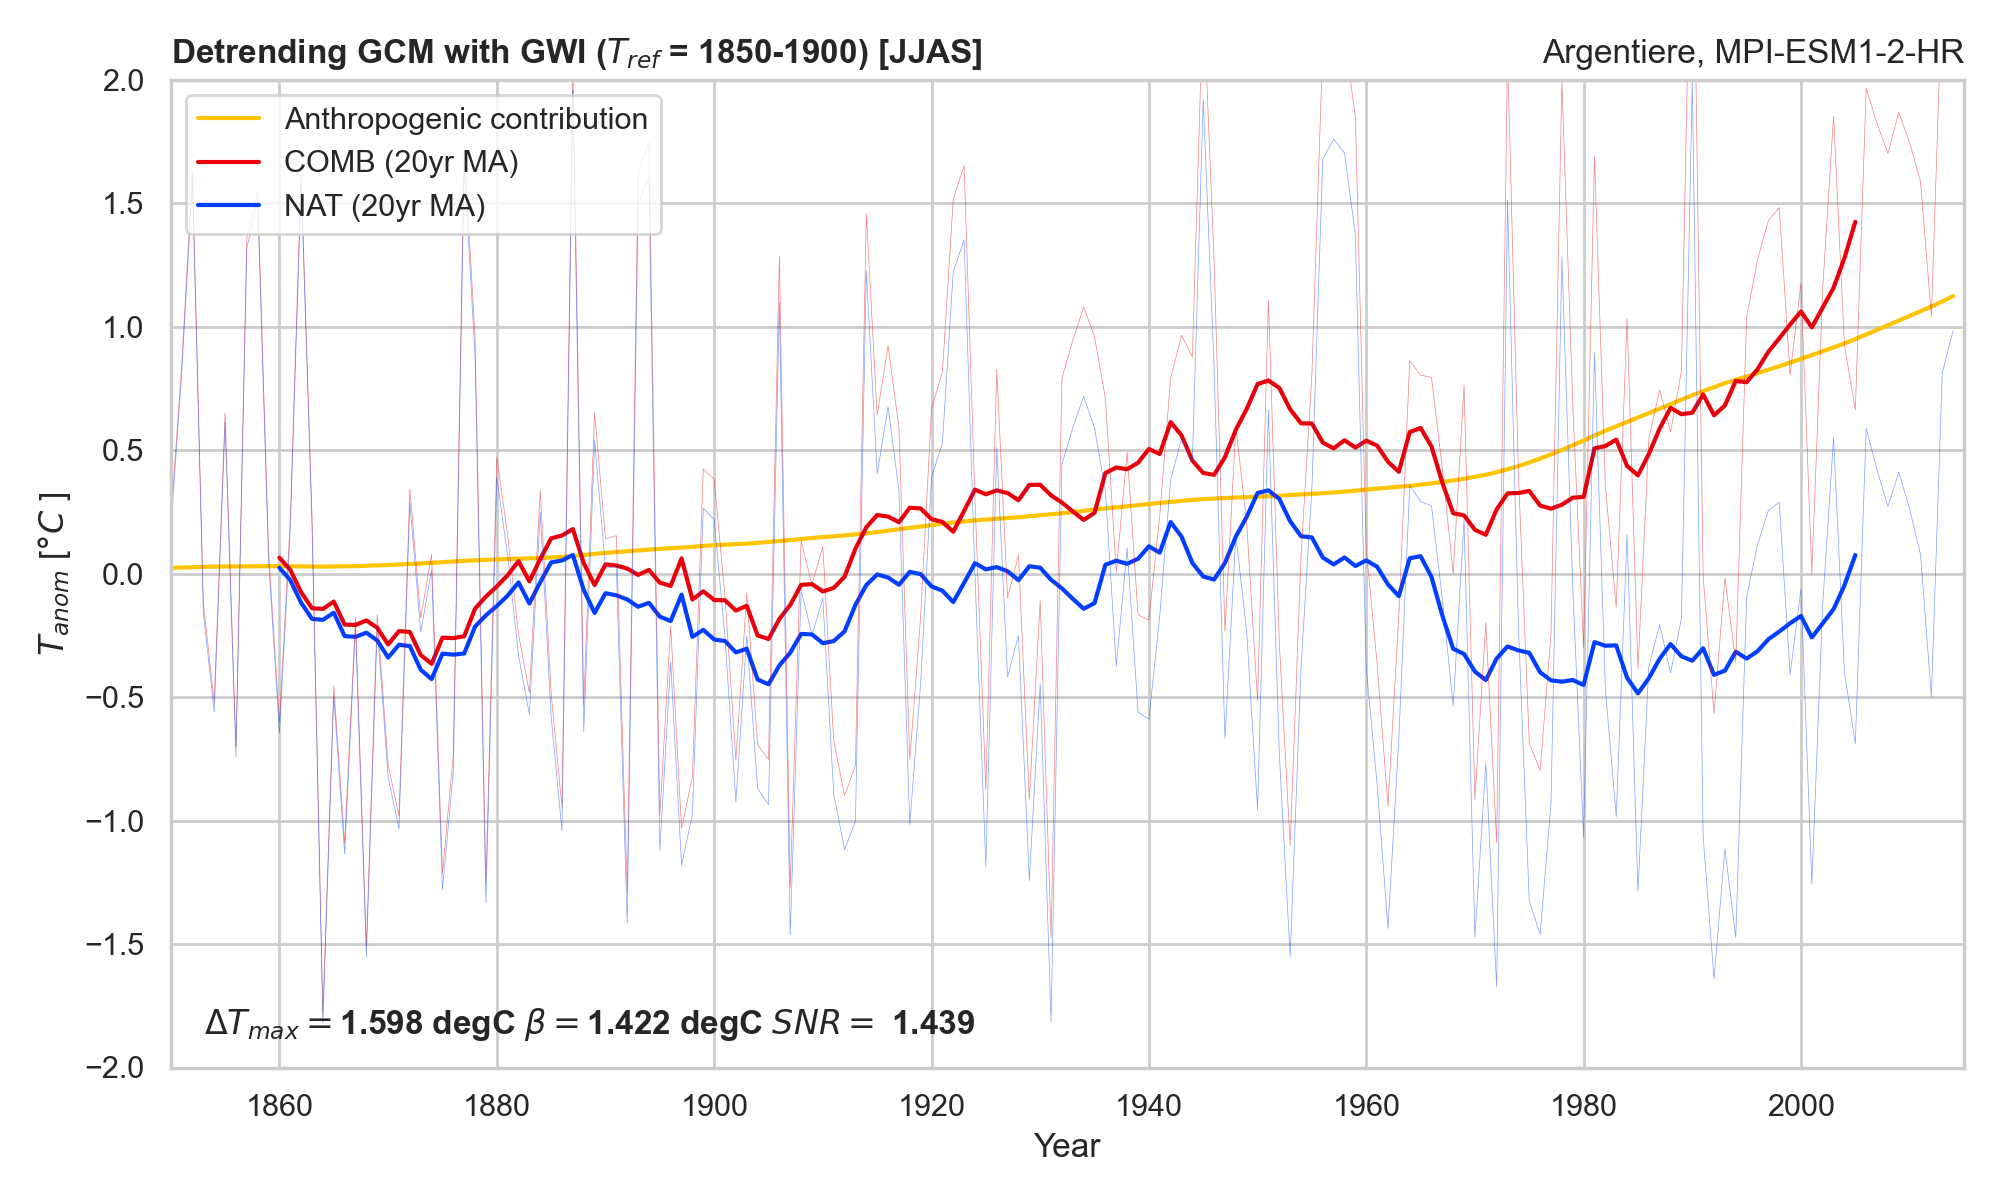 Detrending GCM with GWI (T_ref = 1850-1900) [JJAS]
Argentiere, MPI-ESM1-2-HR
Anthropogenic contribution
COMB (20yr MA)
NAT (20yr MA)
2.0
1.5
1.0
0.5
0.0
−0.5
−1.0
−1.5
−2.0
T_anom [°C]
ΔT_max = 1.598 degC β = 1.422 degC SNR = 1.439
1860 1880 1900 1920 1940 1960 1980 2000
Year